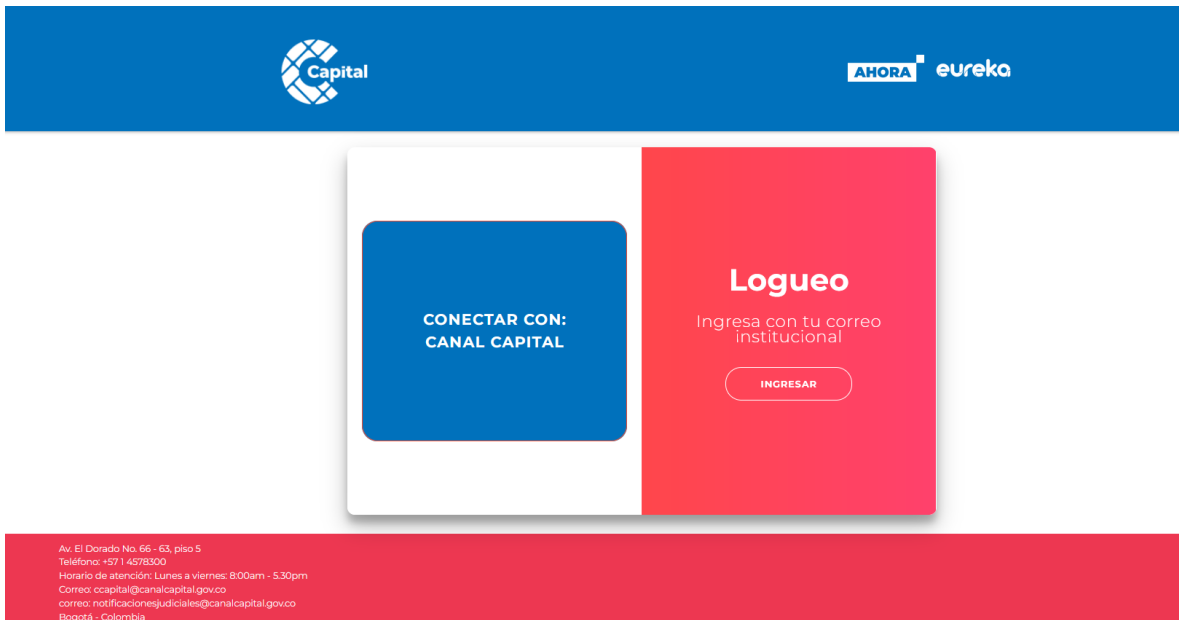 Capital
AHORA eureka
CONECTAR CON:
CANAL CAPITAL
Logueo
Ingresa con tu correo
institucional
INGRESAR
Av. El Dorado No. 66 - 63, piso 5
Teléfono: +57 1 4578300
Horario de atención: Lunes a viernes: 8:00am - 5.30pm
Correo: ccapital@canalcapital.gov.co
correo: notificacionesjudiciales@canalcapital.gov.co
Bogotá - Colombia